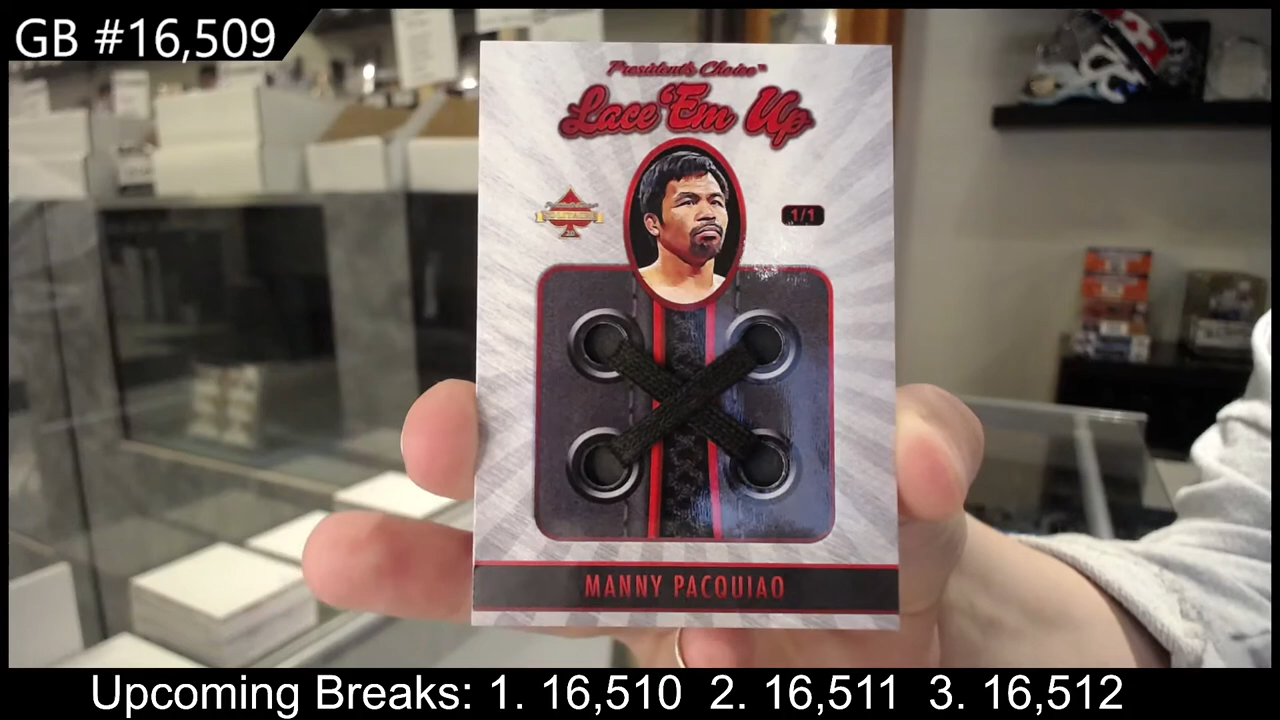 GB #16,509
President's Choice™
Lace 'Em Up
1/1
MANNY PACQUIAO
Upcoming Breaks: 1. 16,510 2. 16,511 3. 16,512